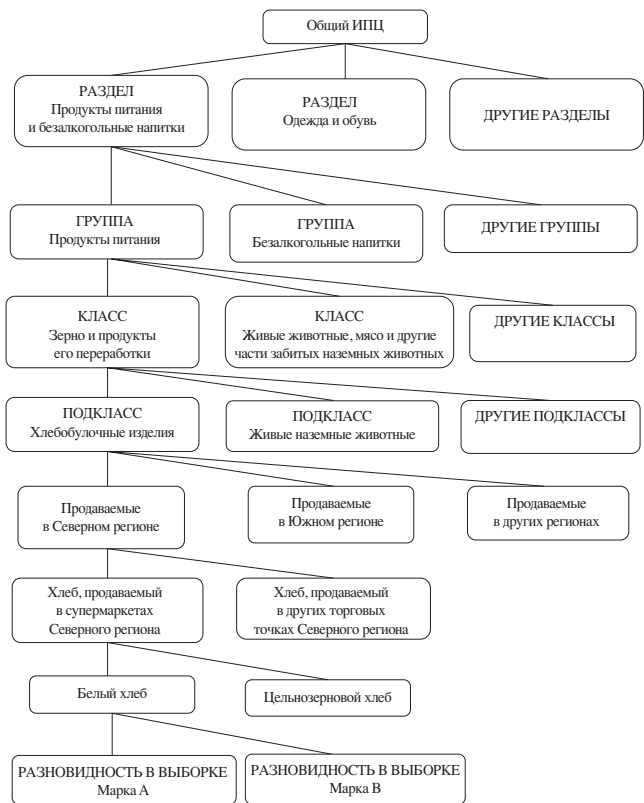 Общий ИПЦ
РАЗДЕЛ
Продукты питания
и безалкогольные напитки
РАЗДЕЛ
Одежда и обувь
ДРУГИЕ РАЗДЕЛЫ
ГРУППА
Продукты питания
ГРУППА
Безалкогольные напитки
ДРУГИЕ ГРУППЫ
КЛАСС
Зерно и продукты
его переработки
КЛАСС
Живые животные, мясо и другие
части забитых наземных животных
ДРУГИЕ КЛАССЫ
ПОДКЛАСС
Хлебобулочные изделия
ПОДКЛАСС
Живые наземные животные
ДРУГИЕ ПОДКЛАССЫ
Продаваемые
в Северном регионе
Продаваемые
в Южном регионе
Продаваемые
в других регионах
Хлеб, продаваемый
в супермаркетах
Северного региона
Хлеб, продаваемый
в других торговых
точках Северного региона
Белый хлеб
Цельнозерновой хлеб
РАЗНОВИДНОСТЬ В ВЫБОРКЕ
Марка А
РАЗНОВИДНОСТЬ В ВЫБОРКЕ
Марка В